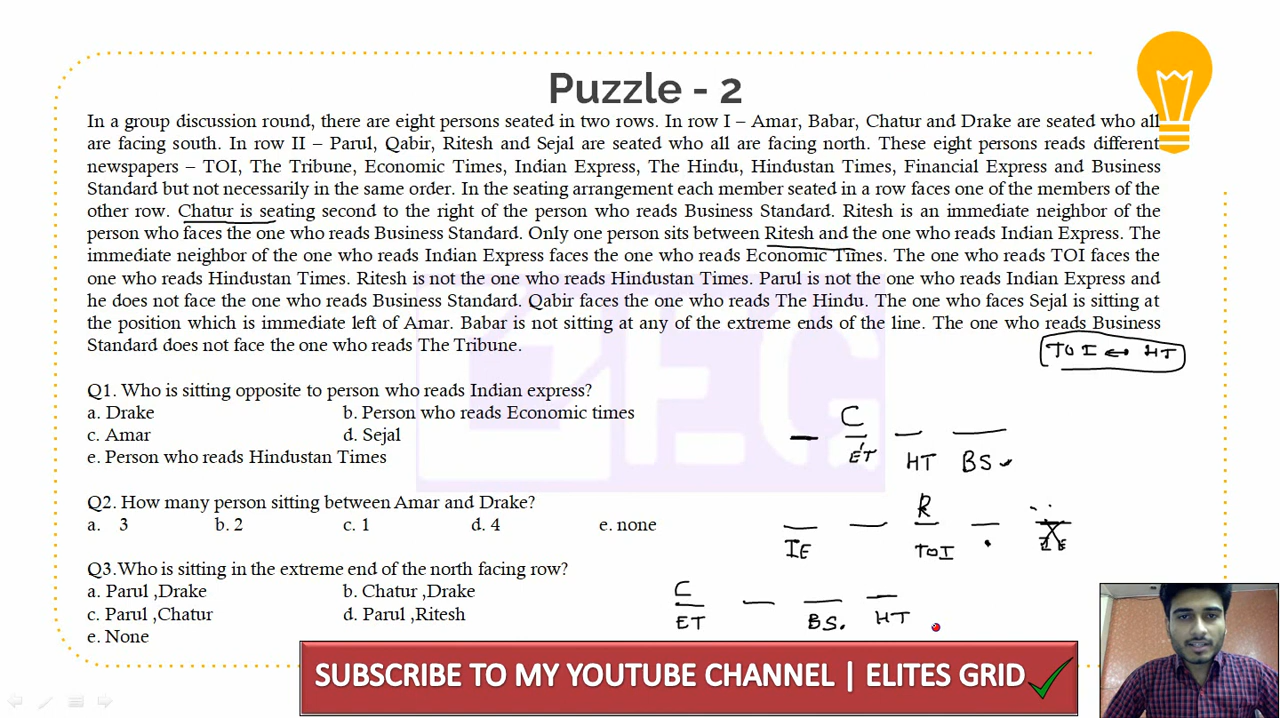 Puzzle - 2
In a group discussion round, there are eight persons seated in two rows. In row I – Amar, Babar, Chatur and Drake are seated who all
are facing south. In row II – Parul, Qabir, Ritesh and Sejal are seated who all are facing north. These eight persons reads different
newspapers – TOI, The Tribune, Economic Times, Indian Express, The Hindu, Hindustan Times, Financial Express and Business
Standard but not necessarily in the same order. In the seating arrangement each member seated in a row faces one of the members of the
other row. Chatur is seating second to the right of the person who reads Business Standard. Ritesh is an immediate neighbor of the
person who faces the one who reads Business Standard. Only one person sits between Ritesh and the one who reads Indian Express. The
immediate neighbor of the one who reads Indian Express faces the one who reads Economic Times. The one who reads TOI faces the
one who reads Hindustan Times. Ritesh is not the one who reads Hindustan Times. Parul is not the one who reads Indian Express and
he does not face the one who reads Business Standard. Qabir faces the one who reads The Hindu. The one who faces Sejal is sitting at
the position which is immediate left of Amar. Babar is not sitting at any of the extreme ends of the line. The one who reads Business
Standard does not face the one who reads The Tribune.
TOI ↔ HT
Q1. Who is sitting opposite to person who reads Indian express?
a. Drake b. Person who reads Economic times
c. Amar d. Sejal
e. Person who reads Hindustan Times
C
ET HT BS
Q2. How many person sitting between Amar and Drake?
a. 3 b. 2 c. 1 d. 4 e. none
R
IE TOI IE
Q3.Who is sitting in the extreme end of the north facing row?
a. Parul ,Drake b. Chatur ,Drake
c. Parul ,Chatur d. Parul ,Ritesh
e. None
C
ET BS. HT
SUBSCRIBE TO MY YOUTUBE CHANNEL | ELITES GRID